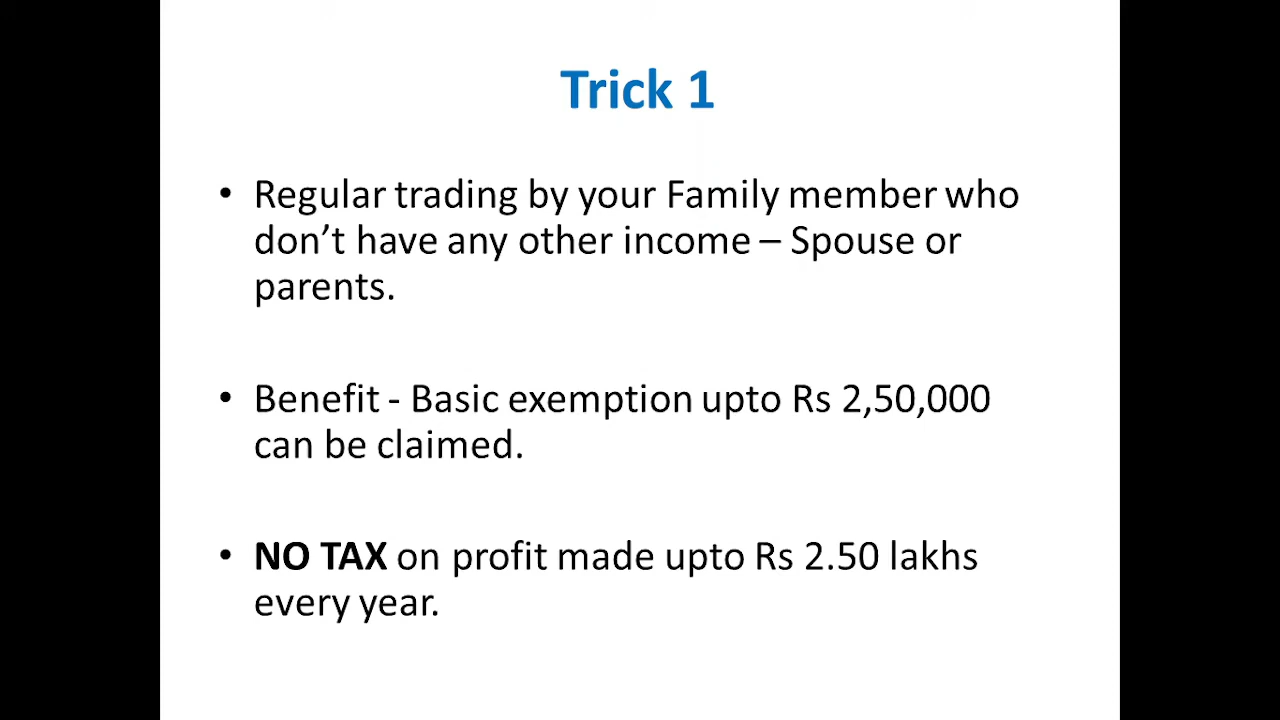 Trick 1
• Regular trading by your Family member who
don’t have any other income – Spouse or
parents.
• Benefit - Basic exemption upto Rs 2,50,000
can be claimed.
• NO TAX on profit made upto Rs 2.50 lakhs
every year.